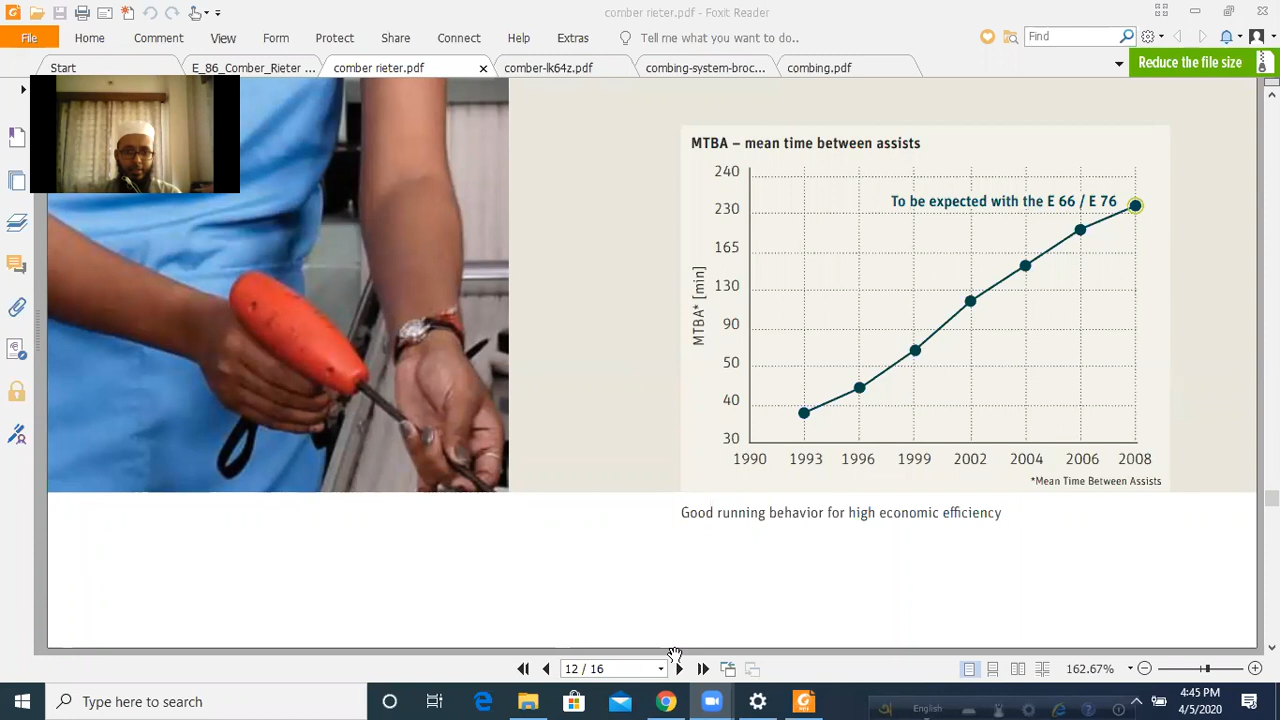 comber rieter.pdf - Foxit Reader
File Home Comment View Form Protect Share Connect Help Extras Tell me what you want to do.. Find
Start E_86_Comber_Rieter ... comber rieter.pdf comber-lk64z.pdf combing-system-broc... combing.pdf Reduce the file size
MTBA – mean time between assists
240
To be expected with the E 66 / E 76
230
165
130
90
50
40
30
MTBA* [min]
1990 1993 1996 1999 2002 2004 2006 2008
*Mean Time Between Assists
Good running behavior for high economic efficiency
12 / 16 162.67%
Type here to search
English
4:45 PM
4/5/2020